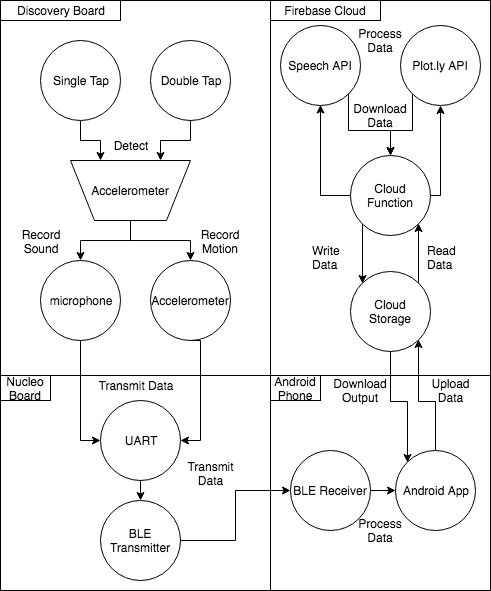 Discovery Board
Single Tap
Double Tap
Detect
Accelerometer
Record
Sound
Record
Motion
microphone
Accelerometer
Firebase Cloud
Process
Data
Speech API
Plot.ly API
Download
Data
Cloud
Function
Write
Data
Read
Data
Cloud
Storage
Nucleo
Board
Transmit Data
UART
Transmit
Data
BLE
Transmitter
Android
Phone
Download
Output
Upload
Data
BLE Receiver
Android App
Process
Data